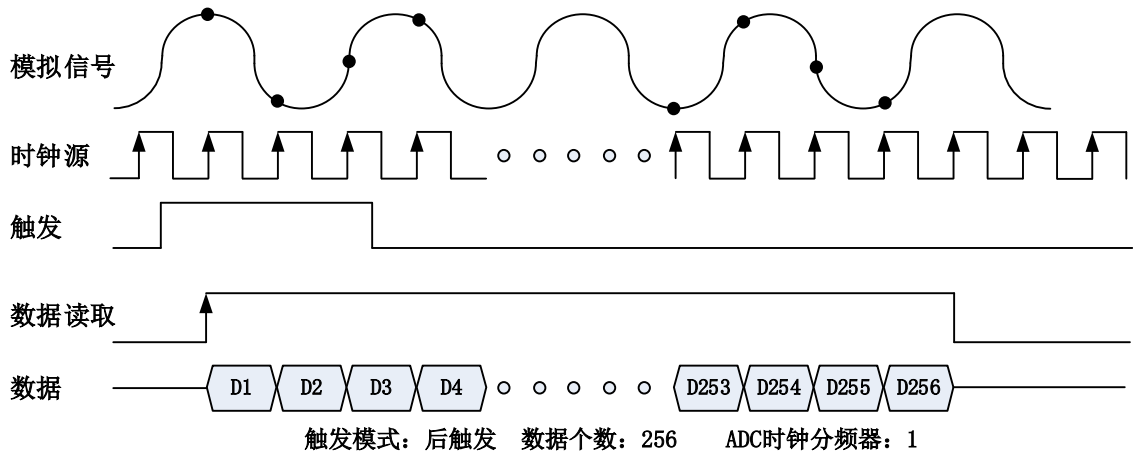 模拟信号
时钟源
触发
数据读取
数据 D1 D2 D3 D4 D253 D254 D255 D256
触发模式：后触发 数据个数：256 ADC时钟分频器：1